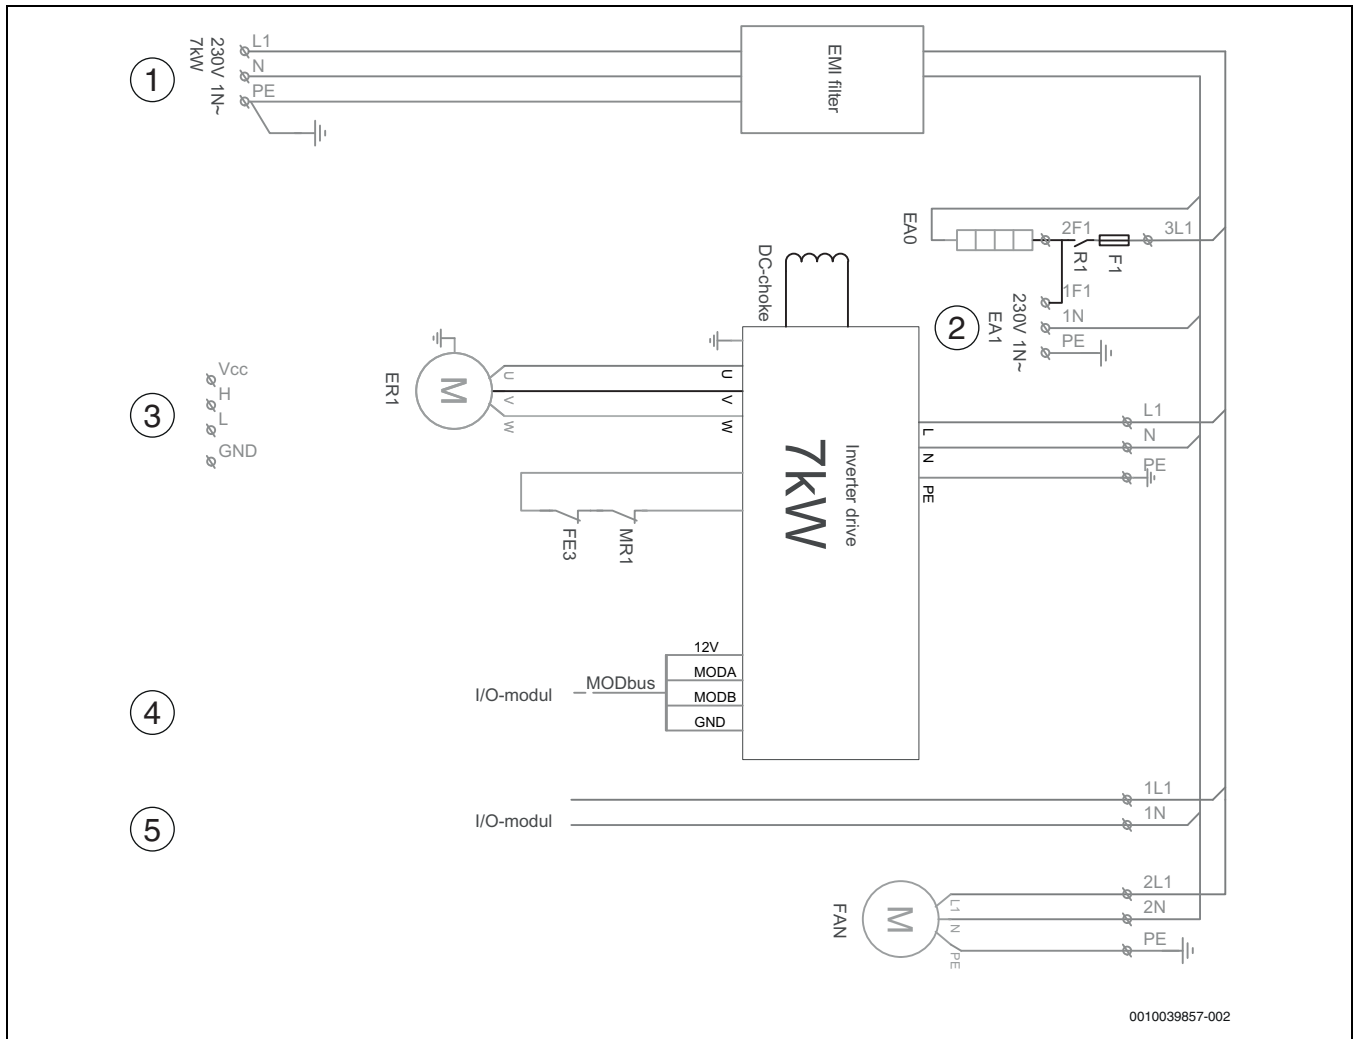 1
230V 1N~
7kW
L1
N
PE
EMI filter
EA0
2F1
R1
F1
3L1
1F1
1N
PE
2
230V 1N~
EA1
DC-choke
ER1
M
U
V
W
U
V
W
Inverter drive
7kW
L
N
PE
L1
N
PE
3
Vcc
H
L
GND
FE3
MR1
4
I/O-modul
MODbus
12V
MODA
MODB
GND
5
I/O-modul
1L1
1N
FAN
M
L1
N
PE
2L1
2N
PE
0010039857-002